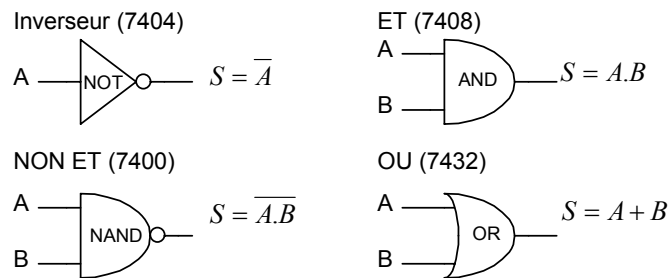 Inverseur (7404)
A NOT S = A̅
ET (7408)
A
B AND S = A.B
NON ET (7400)
A
B NAND S = A̅.̅B̅
OU (7432)
A
B OR S = A + B